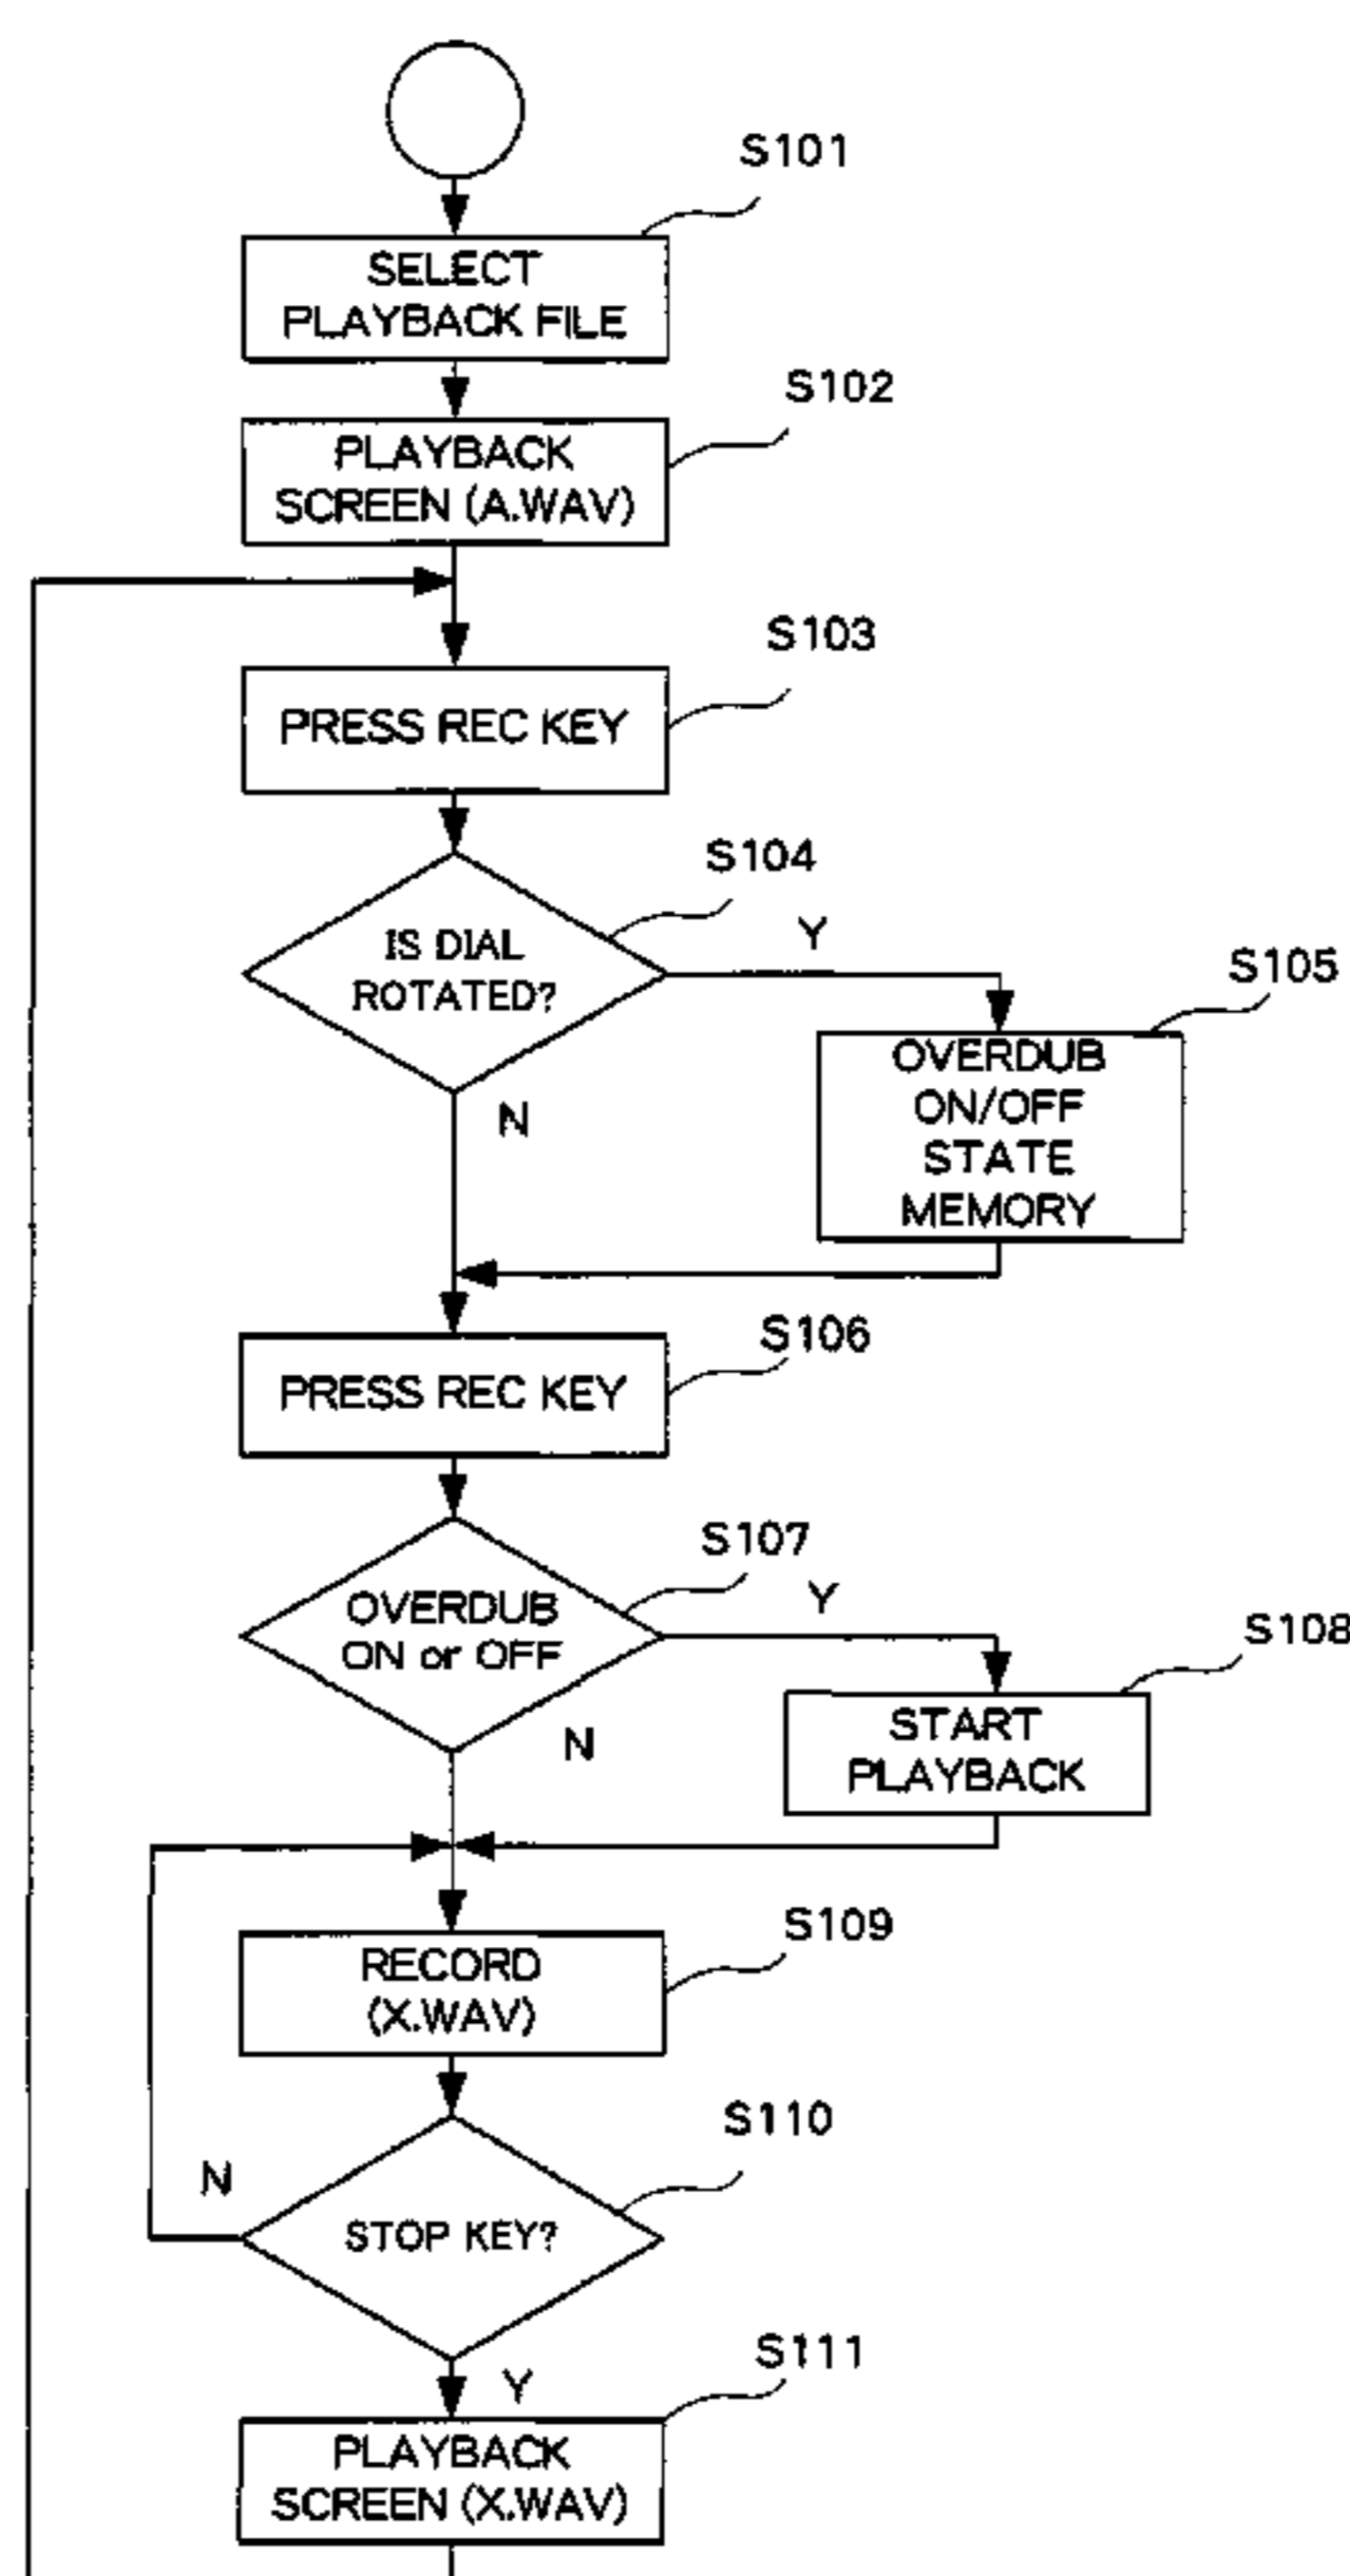 S101
SELECT
PLAYBACK FILE
S102
PLAYBACK
SCREEN (A.WAV)
S103
PRESS REC KEY
S104
IS DIAL
ROTATED?
Y
N
S105
OVERDUB
ON/OFF
STATE
MEMORY
S106
PRESS REC KEY
S107
OVERDUB
ON or OFF
Y
N
S108
START
PLAYBACK
S109
RECORD
(X.WAV)
S110
STOP KEY?
N
Y
S111
PLAYBACK
SCREEN (X.WAV)